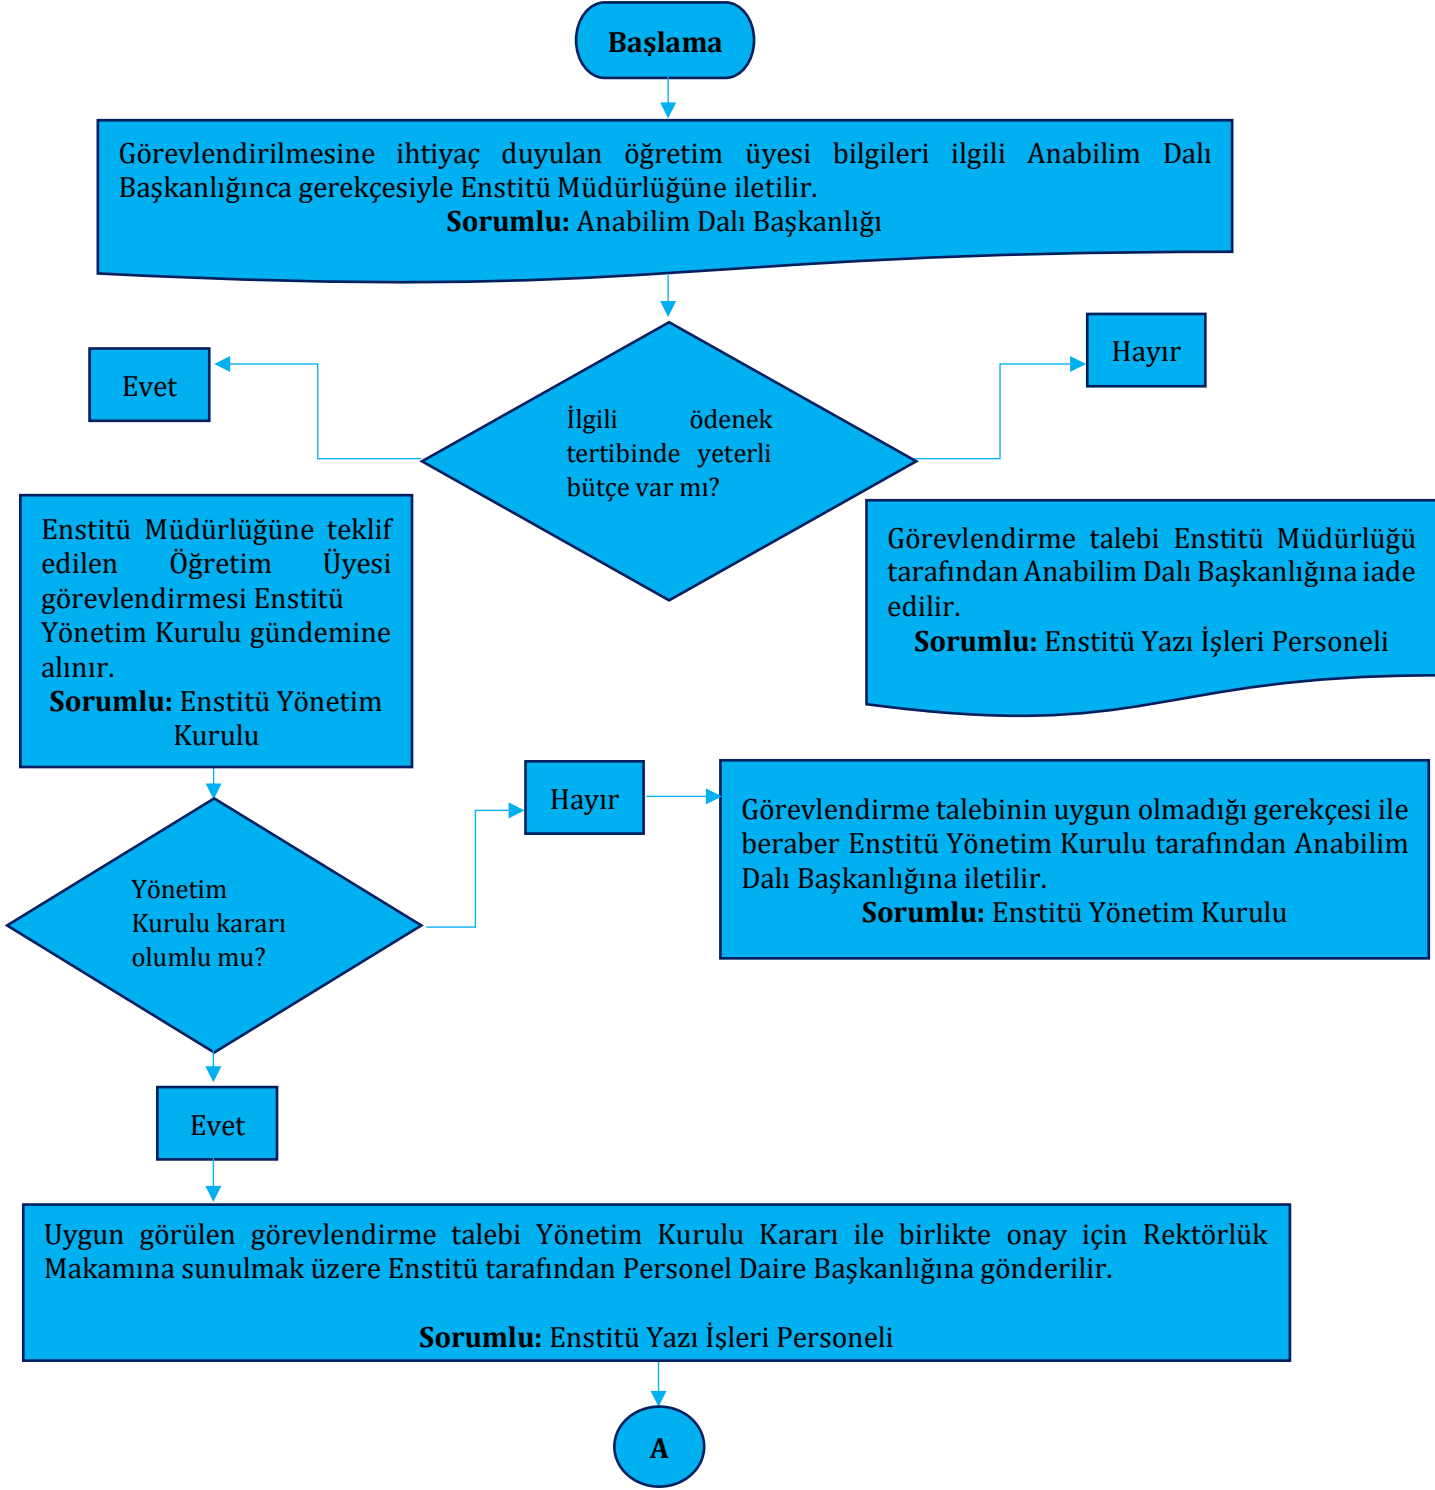 Başlama
Görevlendirilmesine ihtiyaç duyulan öğretim üyesi bilgileri ilgili Anabilim Dalı
Başkanlığınca gerekçesiyle Enstitü Müdürlüğüne iletilir.
Sorumlu: Anabilim Dalı Başkanlığı
Evet
Hayır
İlgili ödenek
tertibinde yeterli
bütçe var mı?
Enstitü Müdürlüğüne teklif
edilen Öğretim Üyesi
görevlendirmesi Enstitü
Yönetim Kurulu gündemine
alınır.
Sorumlu: Enstitü Yönetim
Kurulu
Görevlendirme talebi Enstitü Müdürlüğü
tarafından Anabilim Dalı Başkanlığına iade
edilir.
Sorumlu: Enstitü Yazı İşleri Personeli
Yönetim
Kurulu kararı
olumlu mu?
Hayır
Görevlendirme talebinin uygun olmadığı gerekçesi ile
beraber Enstitü Yönetim Kurulu tarafından Anabilim
Dalı Başkanlığına iletilir.
Sorumlu: Enstitü Yönetim Kurulu
Evet
Uygun görülen görevlendirme talebi Yönetim Kurulu Kararı ile birlikte onay için Rektörlük
Makamına sunulmak üzere Enstitü tarafından Personel Daire Başkanlığına gönderilir.
Sorumlu: Enstitü Yazı İşleri Personeli
A